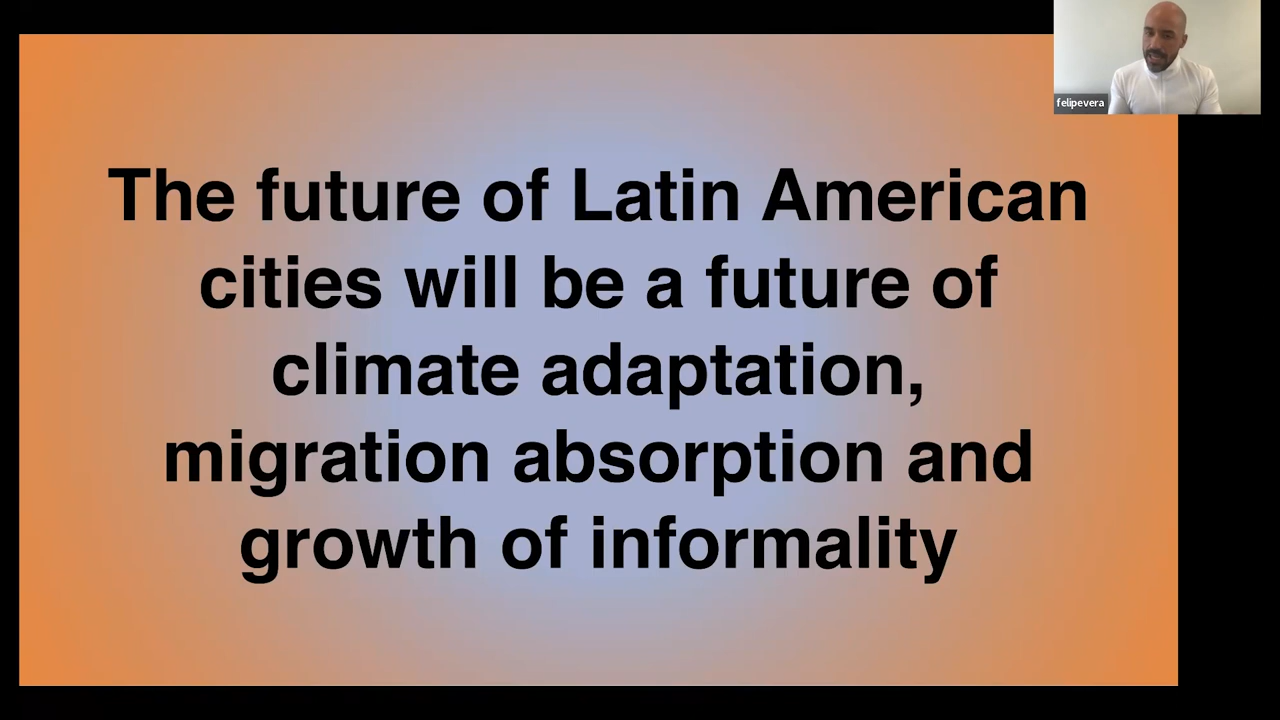 felipevera
The future of Latin American
cities will be a future of
climate adaptation,
migration absorption and
growth of informality